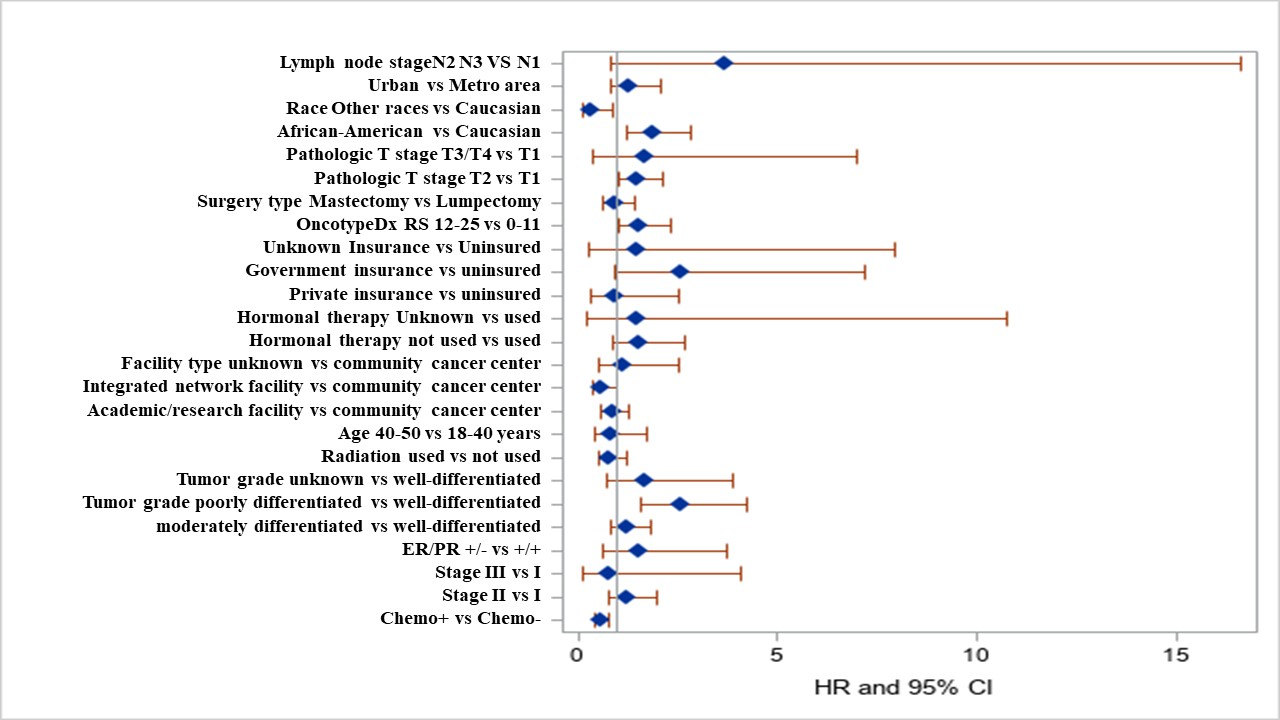 Lymph node stageN2 N3 VS N1
Urban vs Metro area
Race Other races vs Caucasian
African-American vs Caucasian
Pathologic T stage T3/T4 vs T1
Pathologic T stage T2 vs T1
Surgery type Mastectomy vs Lumpectomy
OncotypeDx RS 12-25 vs 0-11
Unknown Insurance vs Uninsured
Government insurance vs uninsured
Private insurance vs uninsured
Hormonal therapy Unknown vs used
Hormonal therapy not used vs used
Facility type unknown vs community cancer center
Integrated network facility vs community cancer center
Academic/research facility vs community cancer center
Age 40-50 vs 18-40 years
Radiation used vs not used
Tumor grade unknown vs well-differentiated
Tumor grade poorly differentiated vs well-differentiated
moderately differentiated vs well-differentiated
ER/PR +/- vs +/+
Stage III vs I
Stage II vs I
Chemo+ vs Chemo-
0 5 10 15
HR and 95% CI